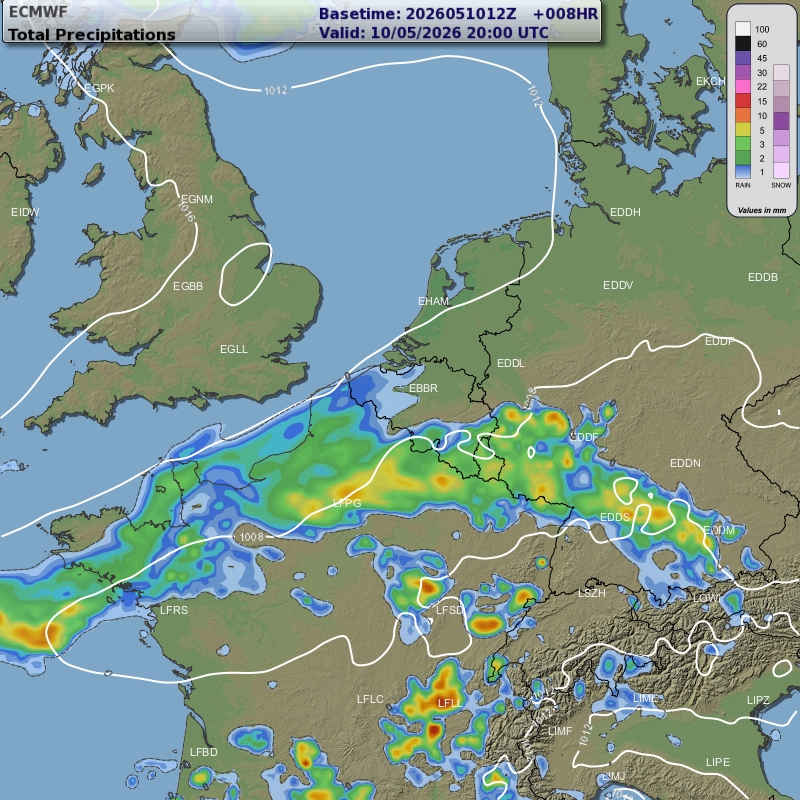 ECMWF
Basetime: 2026051012Z +008HR
Total Precipitations
Valid: 10/05/2026 20:00 UTC
100
60
45
30
22
15
10
5
3
2
1
RAIN
SNOW
Values in mm
1012
1012
EGPK
EKCH
EGNM
1016
EIDW
EDDH
EDDB
EGBB
EDDV
EHAM
EGLL
EDDP
EDDL
EBBR
EDDF
EDDN
LFPG
EDDS
EDDM
1008
LSZH
LOWI
LFRS
LFSD
LFLC
LFLL
LIML
LIPZ
LIMF
1012
LFBD
LIPE
LIMJ